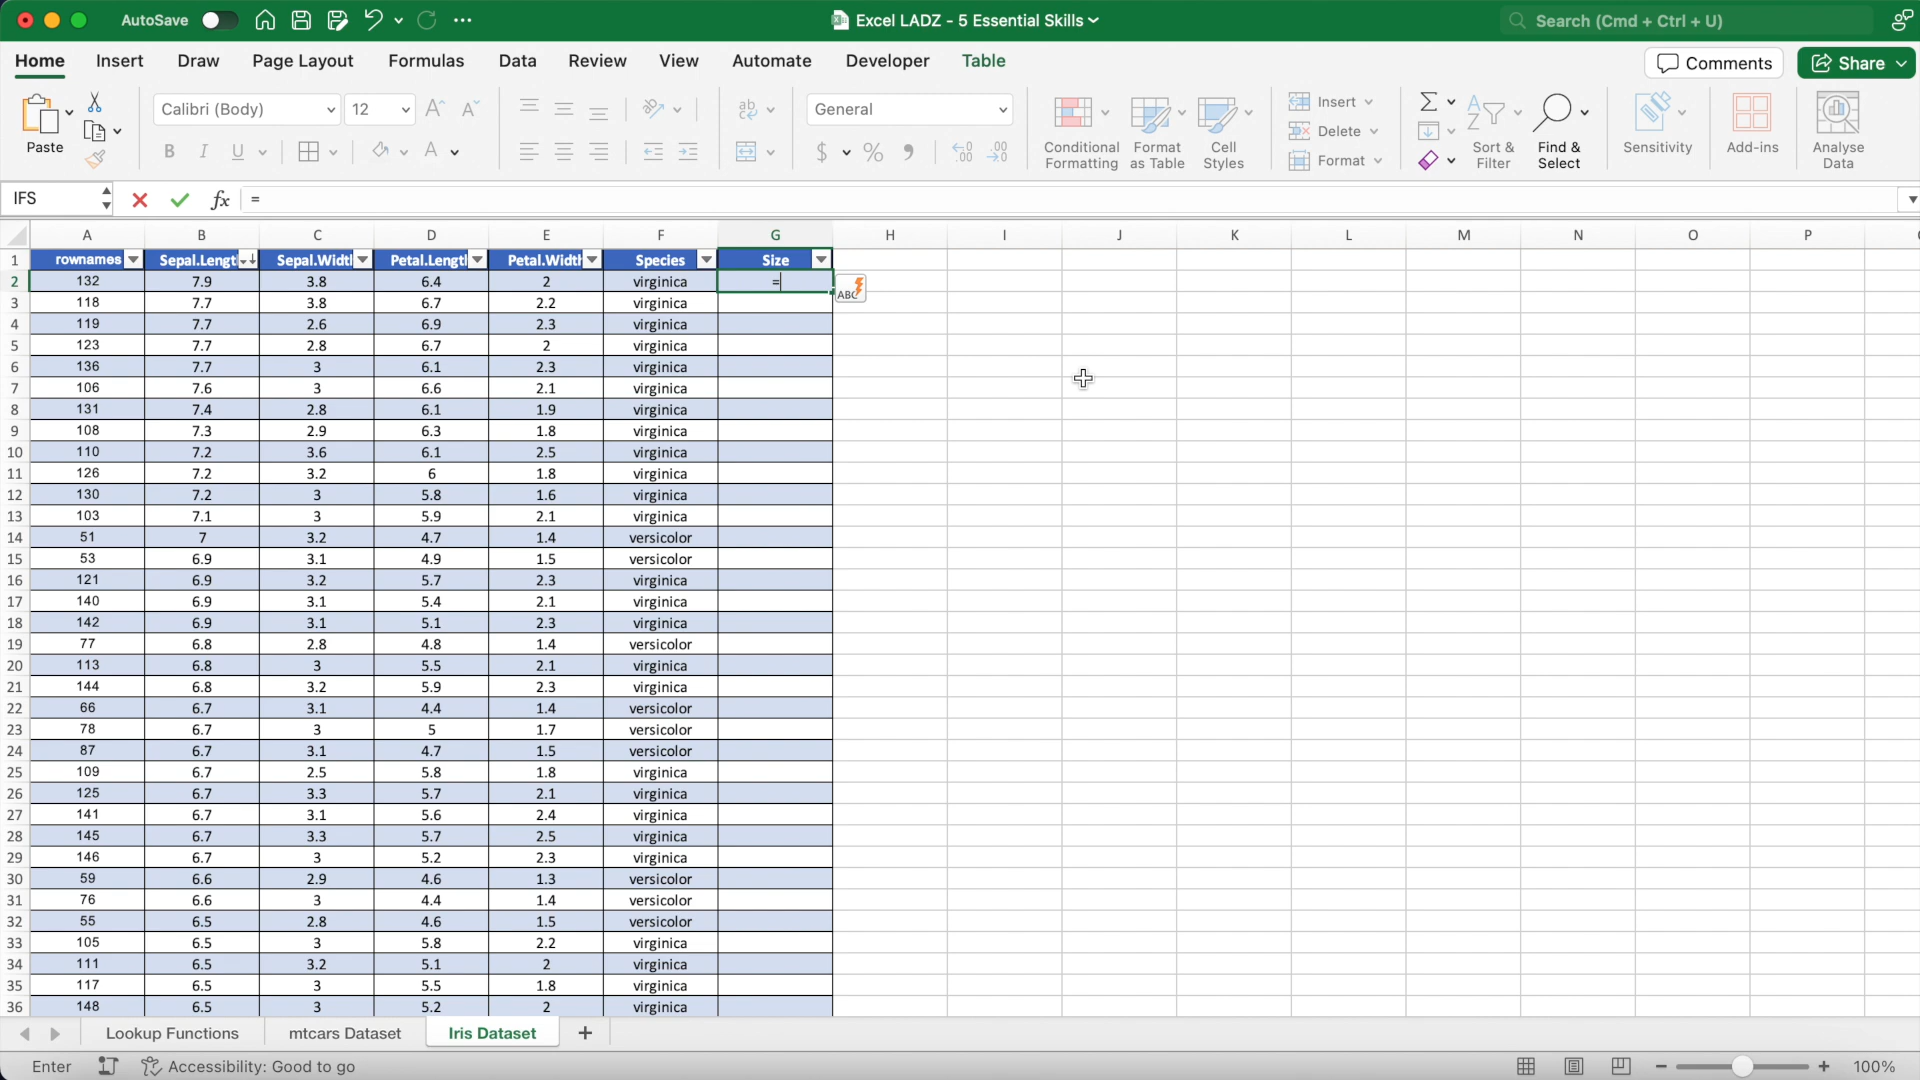 AutoSave Excel LADZ - 5 Essential Skills Search (Cmd + Ctrl + U)
Home Insert Draw Page Layout Formulas Data Review View Automate Developer Table Comments Share
Paste Calibri (Body) 12 General Conditional Formatting Format as Table Cell Styles Insert Delete Format Sort & Filter Find & Select Sensitivity Add-ins Analyse Data
IFS fx =
A B C D E F G H I J K L M N O P
1 rownames Sepal.Lengt Sepal.Widtl Petal.Lengtl Petal.Width Species Size
2 132 7.9 3.8 6.4 2 virginica = ABC
3 118 7.7 3.8 6.7 2.2 virginica
4 119 7.7 2.6 6.9 2.3 virginica
5 123 7.7 2.8 6.7 2 virginica
6 136 7.7 3 6.1 2.3 virginica
7 106 7.6 3 6.6 2.1 virginica
8 131 7.4 2.8 6.1 1.9 virginica
9 108 7.3 2.9 6.3 1.8 virginica
10 110 7.2 3.6 6.1 2.5 virginica
11 126 7.2 3.2 6 1.8 virginica
12 130 7.2 3 5.8 1.6 virginica
13 103 7.1 3 5.9 2.1 virginica
14 51 7 3.2 4.7 1.4 versicolor
15 53 6.9 3.1 4.9 1.5 versicolor
16 121 6.9 3.2 5.7 2.3 virginica
17 140 6.9 3.1 5.4 2.1 virginica
18 142 6.9 3.1 5.1 2.3 virginica
19 77 6.8 2.8 4.8 1.4 versicolor
20 113 6.8 3 5.5 2.1 virginica
21 144 6.8 3.2 5.9 2.3 virginica
22 66 6.7 3.1 4.4 1.4 versicolor
23 78 6.7 3 5 1.7 versicolor
24 87 6.7 3.1 4.7 1.5 versicolor
25 109 6.7 2.5 5.8 1.8 virginica
26 125 6.7 3.3 5.7 2.1 virginica
27 141 6.7 3.1 5.6 2.4 virginica
28 145 6.7 3.3 5.7 2.5 virginica
29 146 6.7 3 5.2 2.3 virginica
30 59 6.6 2.9 4.6 1.3 versicolor
31 76 6.6 3 4.4 1.4 versicolor
32 55 6.5 2.8 4.6 1.5 versicolor
33 105 6.5 3 5.8 2.2 virginica
34 111 6.5 3.2 5.1 2 virginica
35 117 6.5 3 5.5 1.8 virginica
36 148 6.5 3 5.2 2 virginica
Lookup Functions mtcars Dataset Iris Dataset
Enter Accessibility: Good to go 100%